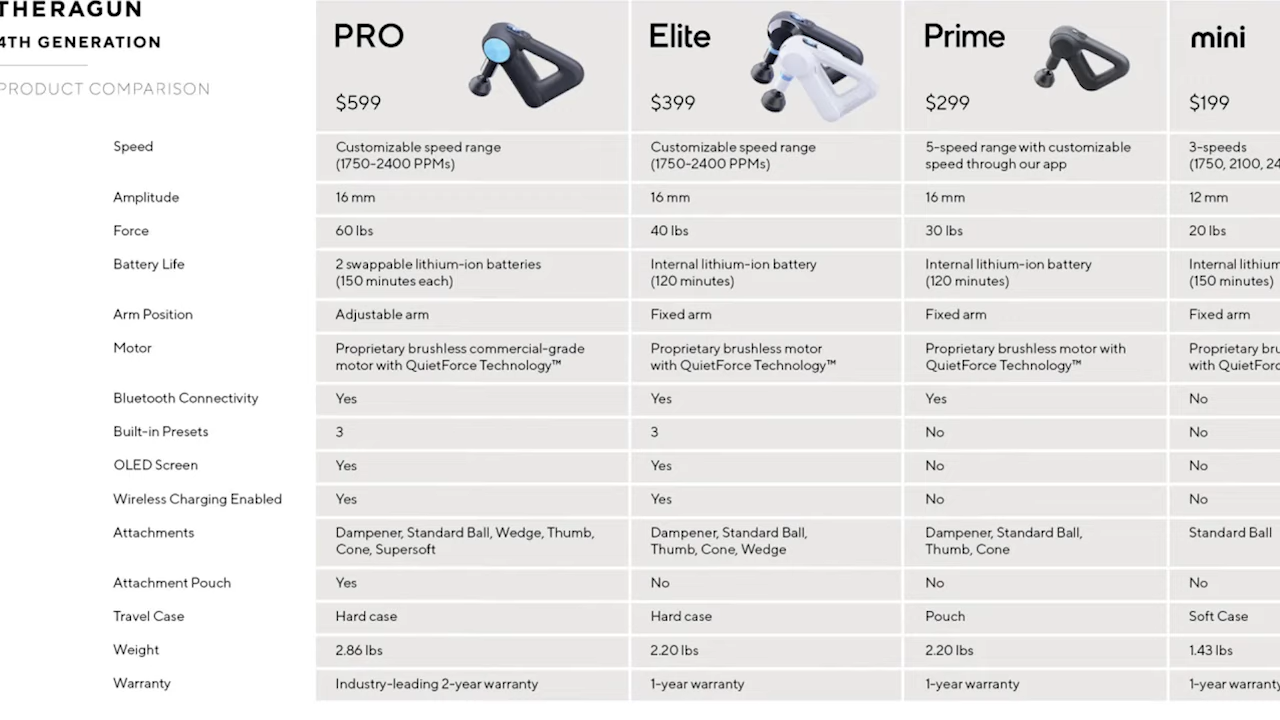 THERAGUN
4TH GENERATION
PRODUCT COMPARISON
PRO
$599
Elite
$399
Prime
$299
mini
$199
Speed
Customizable speed range
(1750-2400 PPMs)
Customizable speed range
(1750-2400 PPMs)
5-speed range with customizable
speed through our app
3-speeds
(1750, 2100, 24
Amplitude
16 mm
16 mm
16 mm
12 mm
Force
60 lbs
40 lbs
30 lbs
20 lbs
Battery Life
2 swappable lithium-ion batteries
(150 minutes each)
Internal lithium-ion battery
(120 minutes)
Internal lithium-ion battery
(120 minutes)
Internal lithium
(150 minutes)
Arm Position
Adjustable arm
Fixed arm
Fixed arm
Fixed arm
Motor
Proprietary brushless commercial-grade
motor with QuietForce Technology™
Proprietary brushless motor
with QuietForce Technology™
Proprietary brushless motor with
QuietForce Technology™
Proprietary bru
with QuietForc
Bluetooth Connectivity
Yes
Yes
Yes
No
Built-in Presets
3
3
No
No
OLED Screen
Yes
Yes
No
No
Wireless Charging Enabled
Yes
Yes
No
No
Attachments
Dampener, Standard Ball, Wedge, Thumb,
Cone, Supersoft
Dampener, Standard Ball,
Thumb, Cone, Wedge
Dampener, Standard Ball,
Thumb, Cone
Standard Ball
Attachment Pouch
Yes
No
No
No
Travel Case
Hard case
Hard case
Pouch
Soft Case
Weight
2.86 lbs
2.20 lbs
2.20 lbs
1.43 lbs
Warranty
Industry-leading 2-year warranty
1-year warranty
1-year warranty
1-year warranty